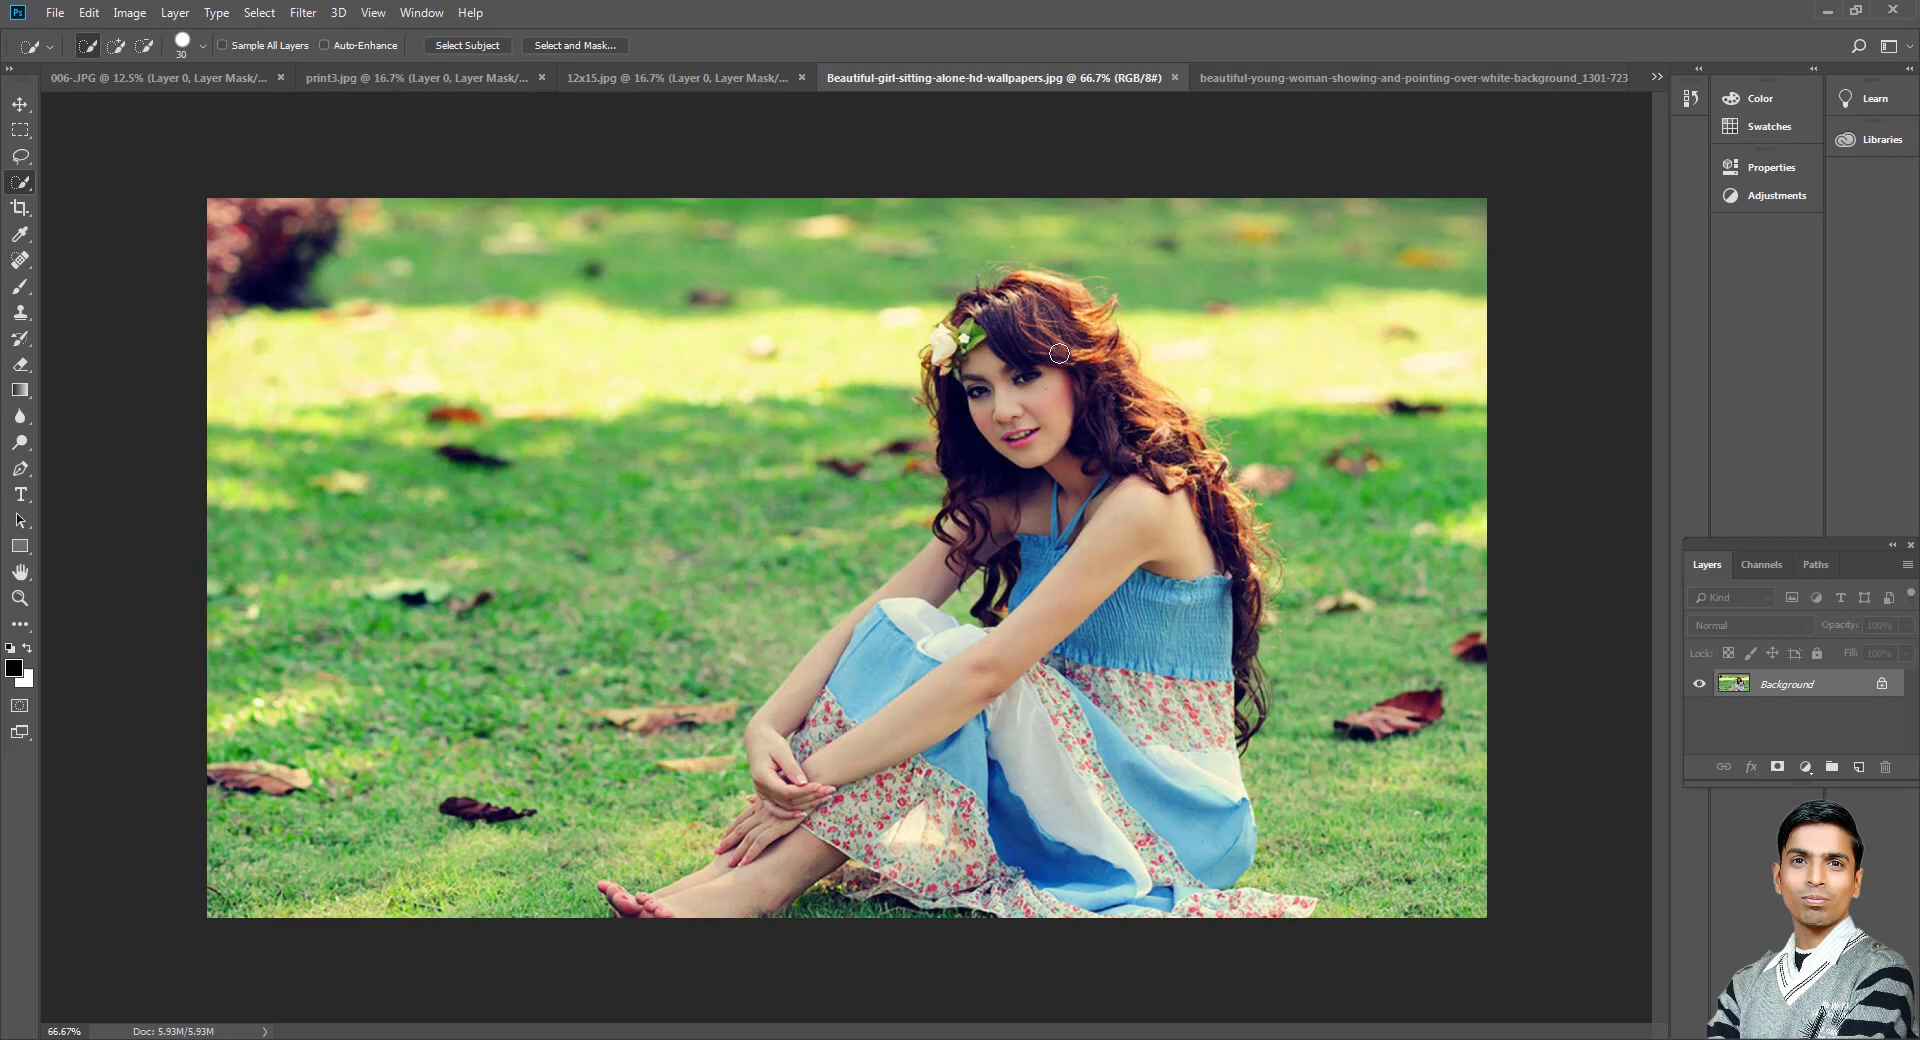 Ps File Edit Image Layer Type Select Filter 3D View Window Help
30 Sample All Layers Auto-Enhance Select Subject Select and Mask...
006-.JPG @ 12.5% (Layer 0, Layer Mask/... × print3.jpg @ 16.7% (Layer 0, Layer Mask/... × 12x15.jpg @ 16.7% (Layer 0, Layer Mask/... × Beautiful-girl-sitting-alone-hd-wallpapers.jpg @ 66.7% (RGB/8#) × beautiful-young-woman-showing-and-pointing-over-white-background_1301-723
Color
Swatches
Properties
Adjustments
Learn
Libraries
Layers Channels Paths
Kind
Normal Opacity: 100%
Lock: Fill: 100%
Background
fx
66.67% Doc: 5.93M/5.93M